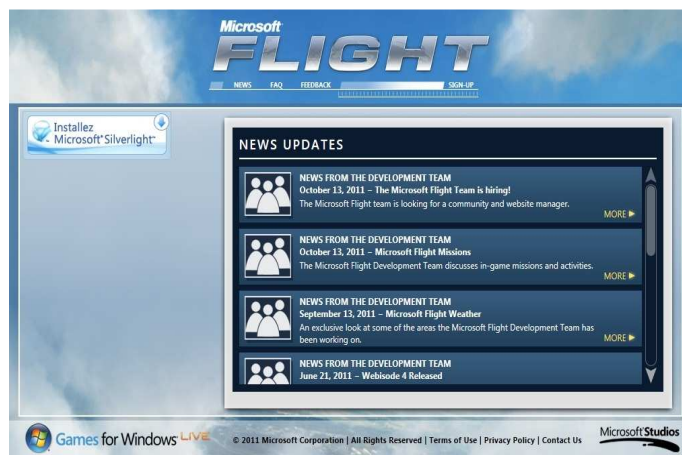 Microsoft
FLIGHT
NEWS FAQ FEEDBACK SIGN-UP
Installez
Microsoft® Silverlight™
NEWS UPDATES
NEWS FROM THE DEVELOPMENT TEAM
October 13, 2011 – The Microsoft Flight Team is hiring!
The Microsoft Flight team is looking for a community and website manager.
MORE
NEWS FROM THE DEVELOPMENT TEAM
October 13, 2011 – Microsoft Flight Missions
The Microsoft Flight Development Team discusses in-game missions and activities.
MORE
NEWS FROM THE DEVELOPMENT TEAM
September 13, 2011 – Microsoft Flight Weather
An exclusive look at some of the areas the Microsoft Flight Development Team has
been working on.
MORE
NEWS FROM THE DEVELOPMENT TEAM
June 21, 2011 – Webisode 4 Released
Games for Windows LIVE
© 2011 Microsoft Corporation | All Rights Reserved | Terms of Use | Privacy Policy | Contact Us
Microsoft Studios